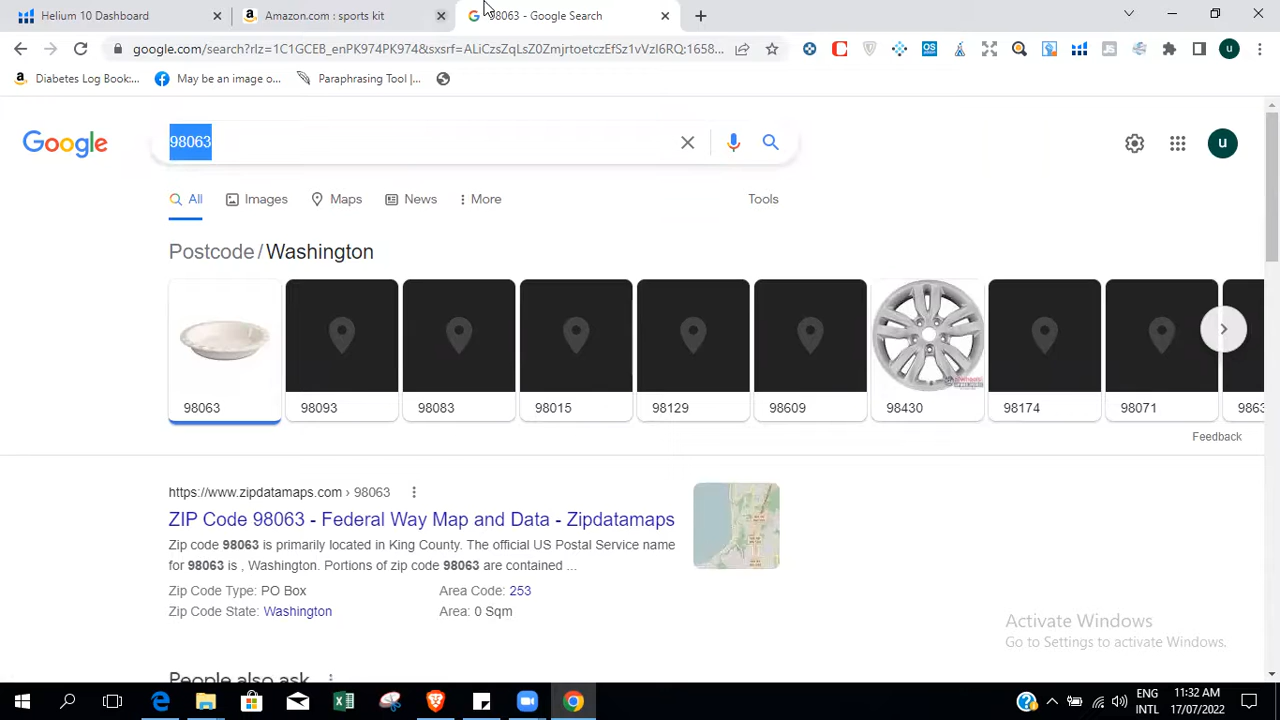 Helium 10 Dashboard
Amazon.com : sports kit
98063 - Google Search
google.com/search?rlz=1C1GCEB_enPK974PK974&sxsrf=ALiCzsZqLsZ0ZmjrtoetczEfSz1vVzI6RQ:1658...
Diabetes Log Book:...
May be an image o...
Paraphrasing Tool |...
Google
98063
u
All
Images
Maps
News
More
Tools
Postcode / Washington
98063
98093
98083
98015
98129
98609
98430
98174
98071
Feedback
https://www.zipdatamaps.com › 98063
ZIP Code 98063 - Federal Way Map and Data - Zipdatamaps
Zip code 98063 is primarily located in King County. The official US Postal Service name
for 98063 is , Washington. Portions of zip code 98063 are contained ...
Zip Code Type: PO Box
Area Code: 253
Zip Code State: Washington
Area: 0 Sqm
People also ask
Activate Windows
Go to Settings to activate Windows.
ENG
INTL
11:32 AM
17/07/2022